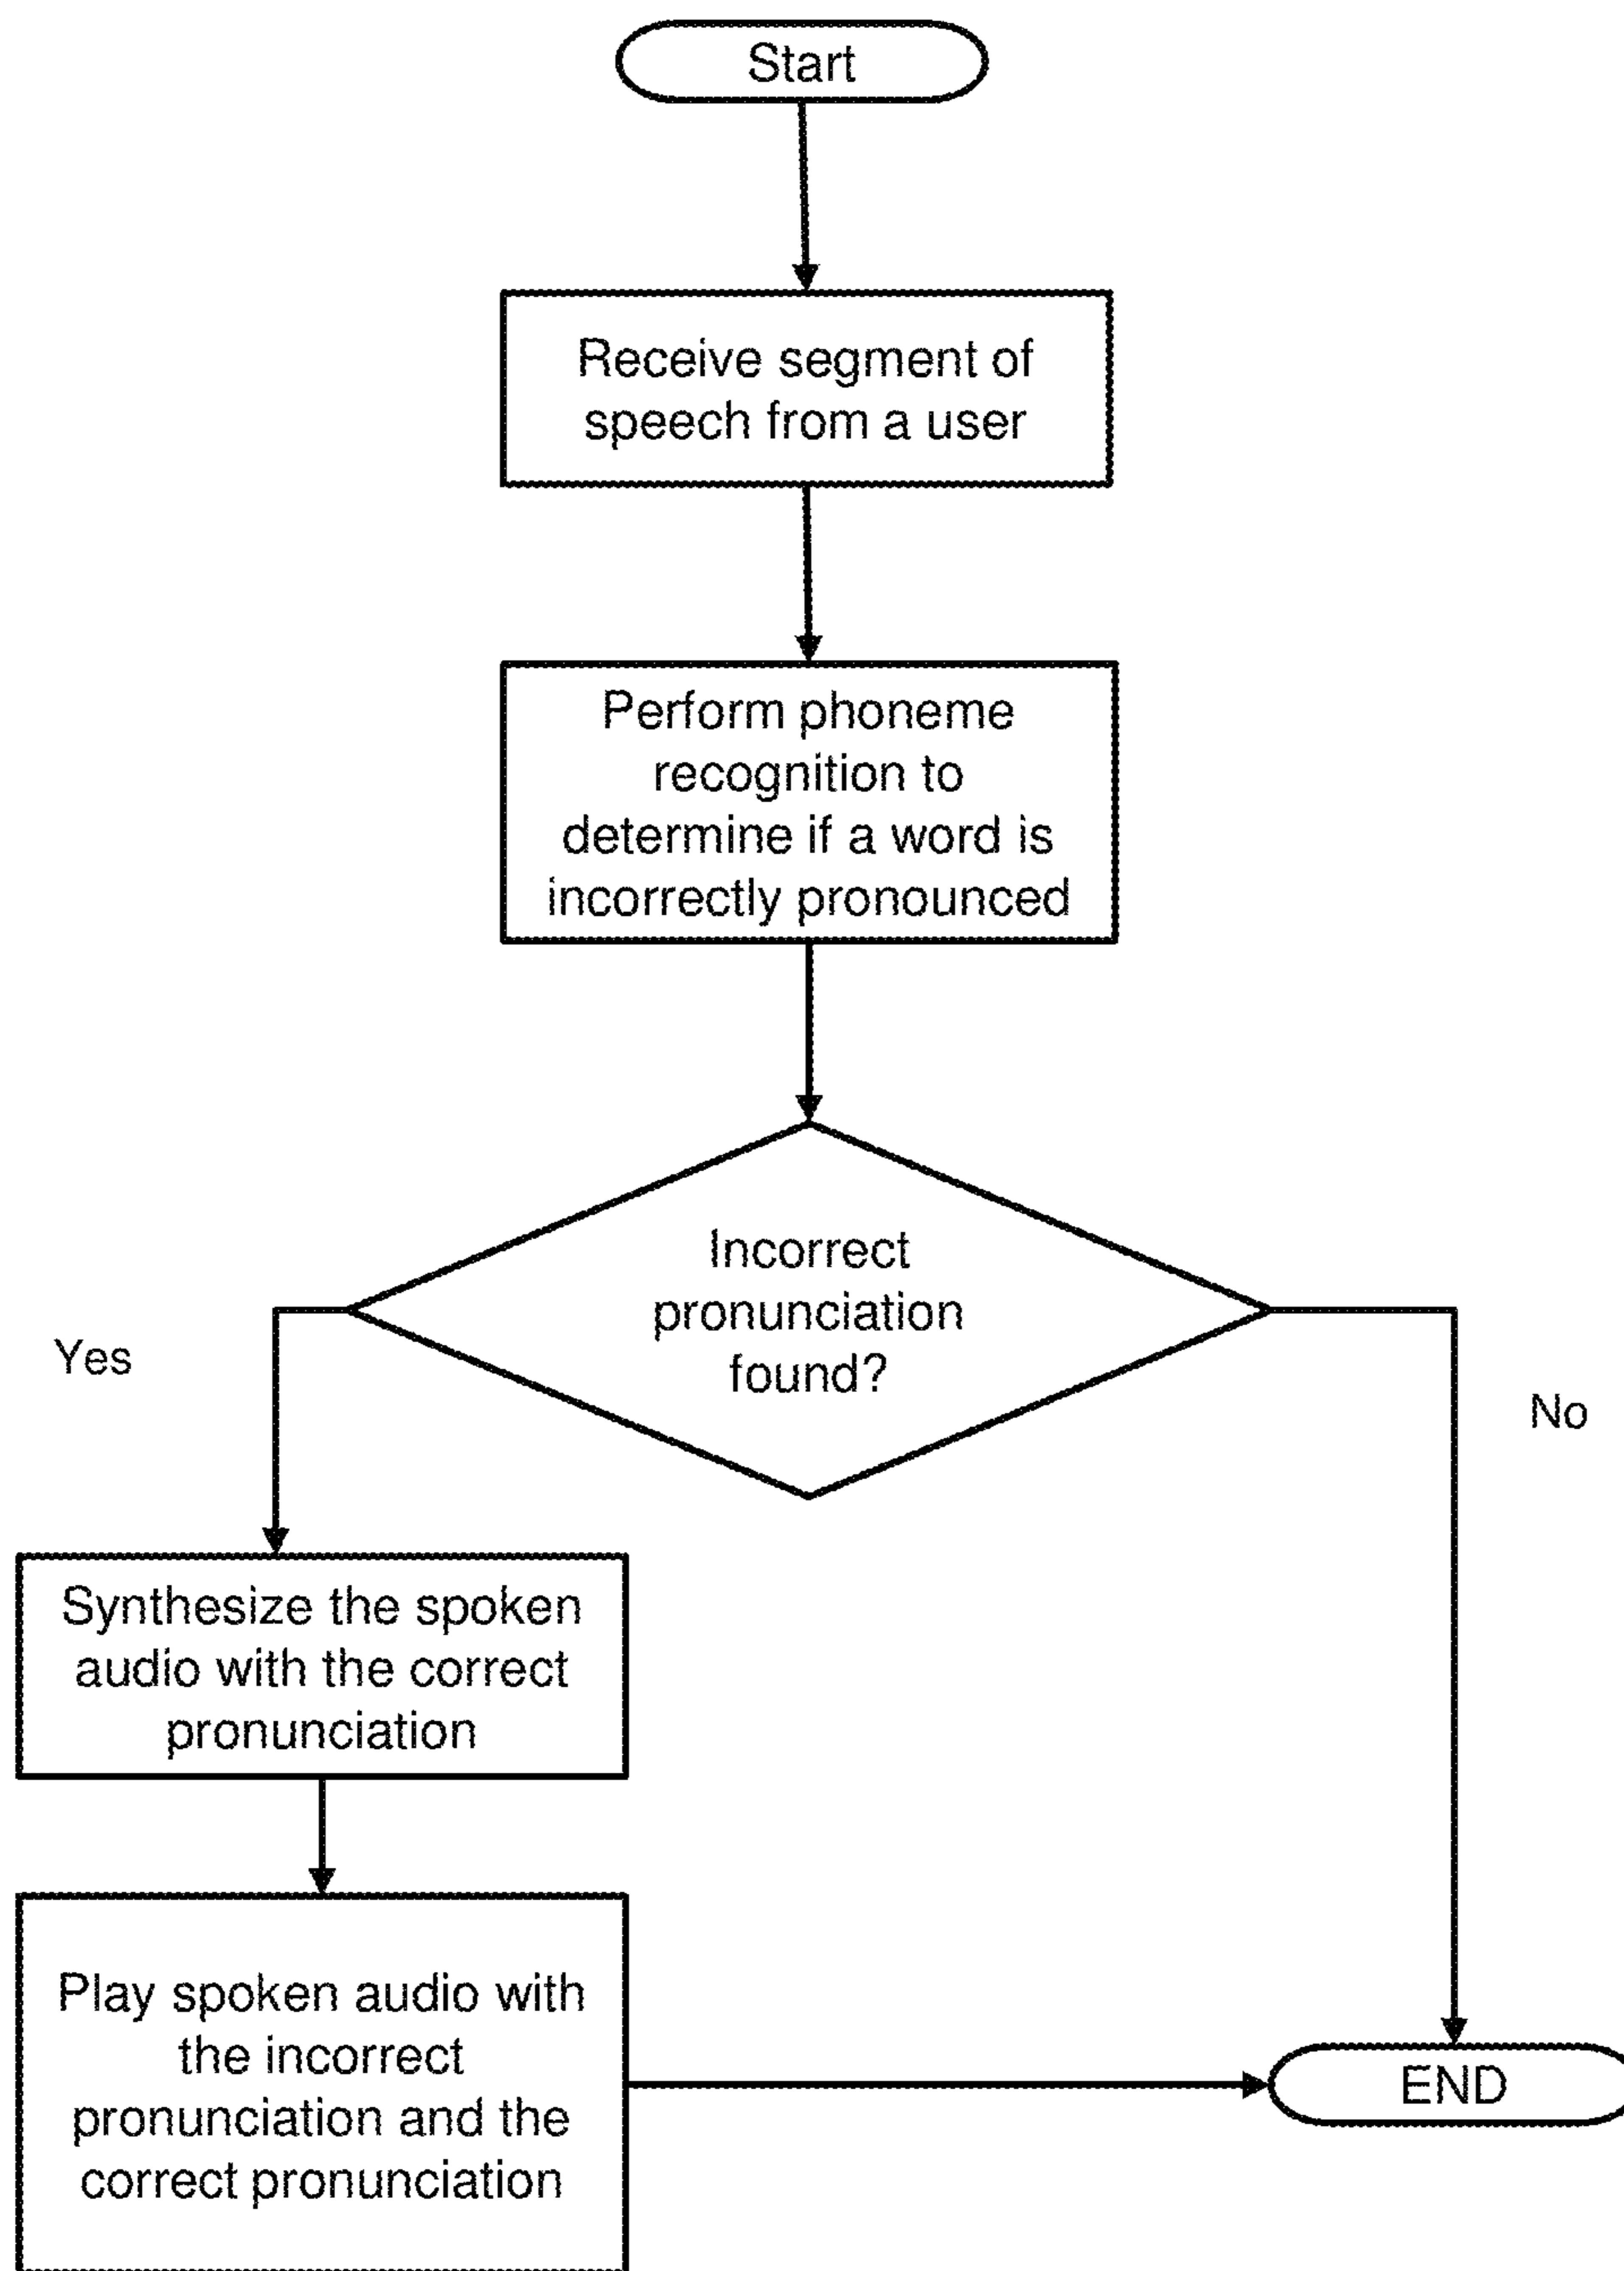 Start
Receive segment of
speech from a user
Perform phoneme
recognition to
determine if a word is
incorrectly pronounced
Incorrect
pronunciation
found?
Yes
No
Synthesize the spoken
audio with the correct
pronunciation
Play spoken audio with
the incorrect
pronunciation and the
correct pronunciation
END